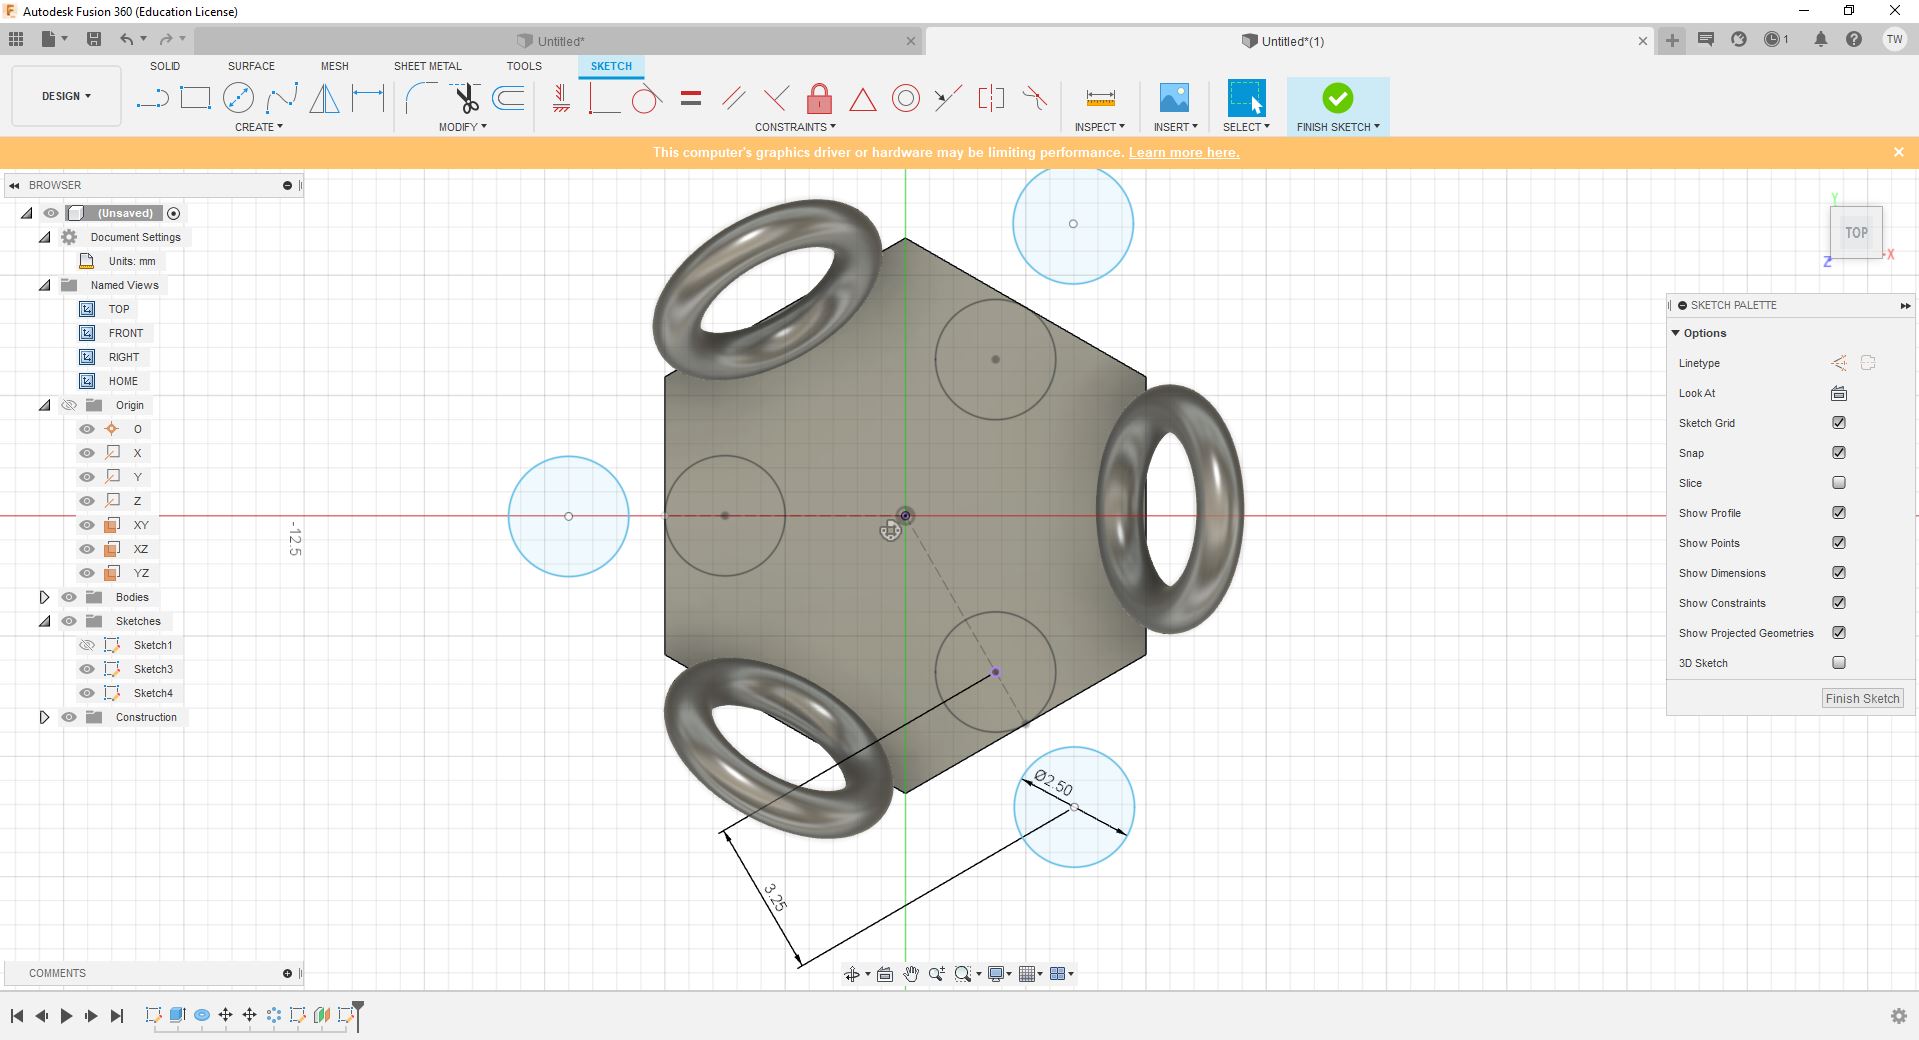 Autodesk Fusion 360 (Education License)
Untitled*
Untitled*(1)
1
TW
DESIGN
SOLID
SURFACE
MESH
SHEET METAL
TOOLS
SKETCH
CREATE
MODIFY
CONSTRAINTS
INSPECT
INSERT
SELECT
FINISH SKETCH
This computer's graphics driver or hardware may be limiting performance. Learn more here.
BROWSER
(Unsaved)
Document Settings
Units: mm
Named Views
TOP
FRONT
RIGHT
HOME
Origin
O
X
Y
Z
XY
XZ
YZ
Bodies
Sketches
Sketch1
Sketch3
Sketch4
Construction
-12.5
Ø2.50
3.25
Y
TOP
X
Z
SKETCH PALETTE
Options
Linetype
Look At
Sketch Grid
Snap
Slice
Show Profile
Show Points
Show Dimensions
Show Constraints
Show Projected Geometries
3D Sketch
Finish Sketch
COMMENTS